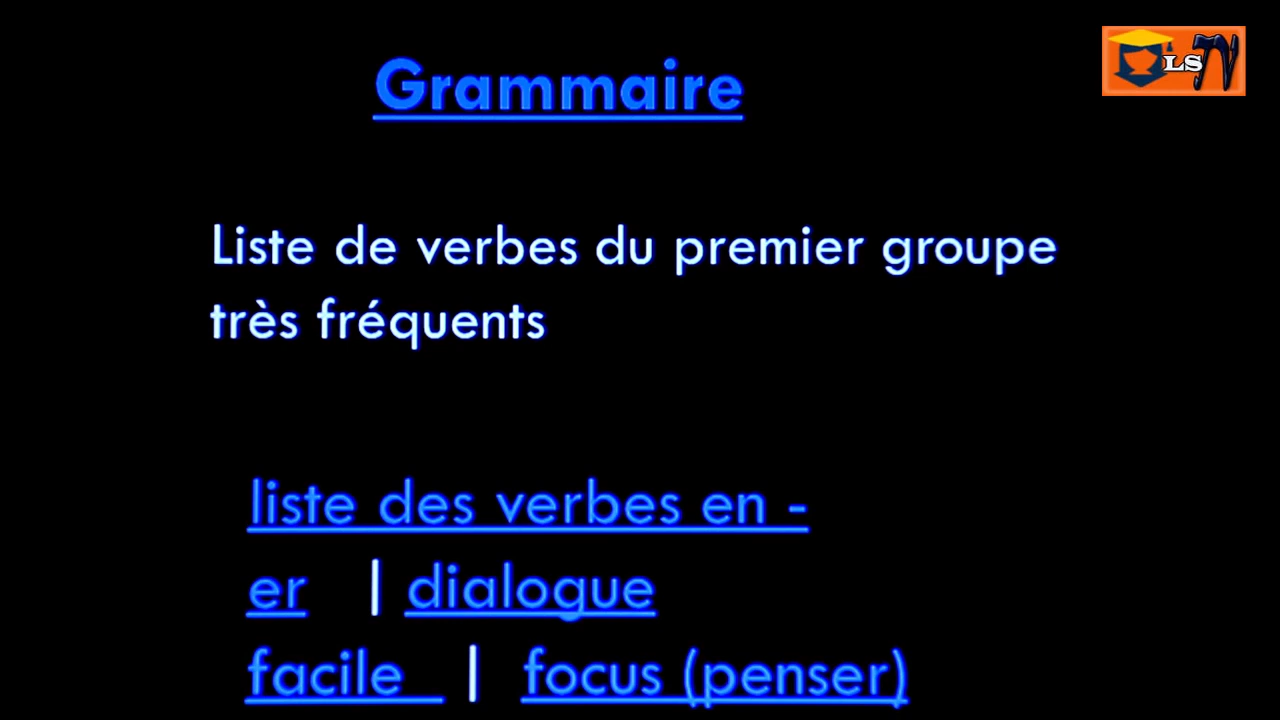 LS
Grammaire
Liste de verbes du premier groupe
très fréquents
liste des verbes en -
er | dialogue
facile | focus (penser)